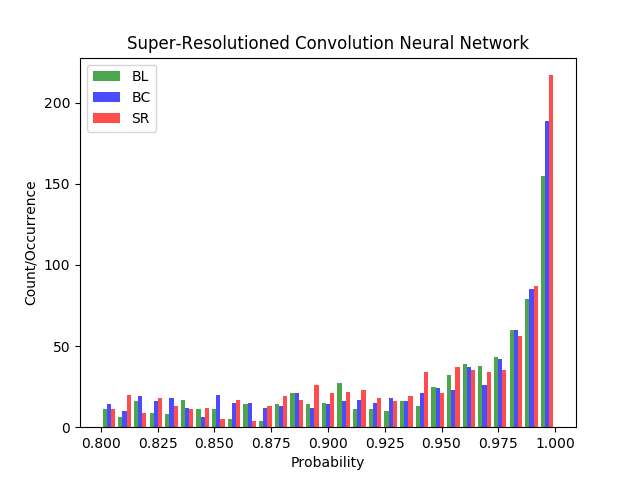 Super-Resolutioned Convolution Neural Network
BL
BC
SR
200
150
100
50
0
Count/Occurrence
0.800 0.825 0.850 0.875 0.900 0.925 0.950 0.975 1.000
Probability